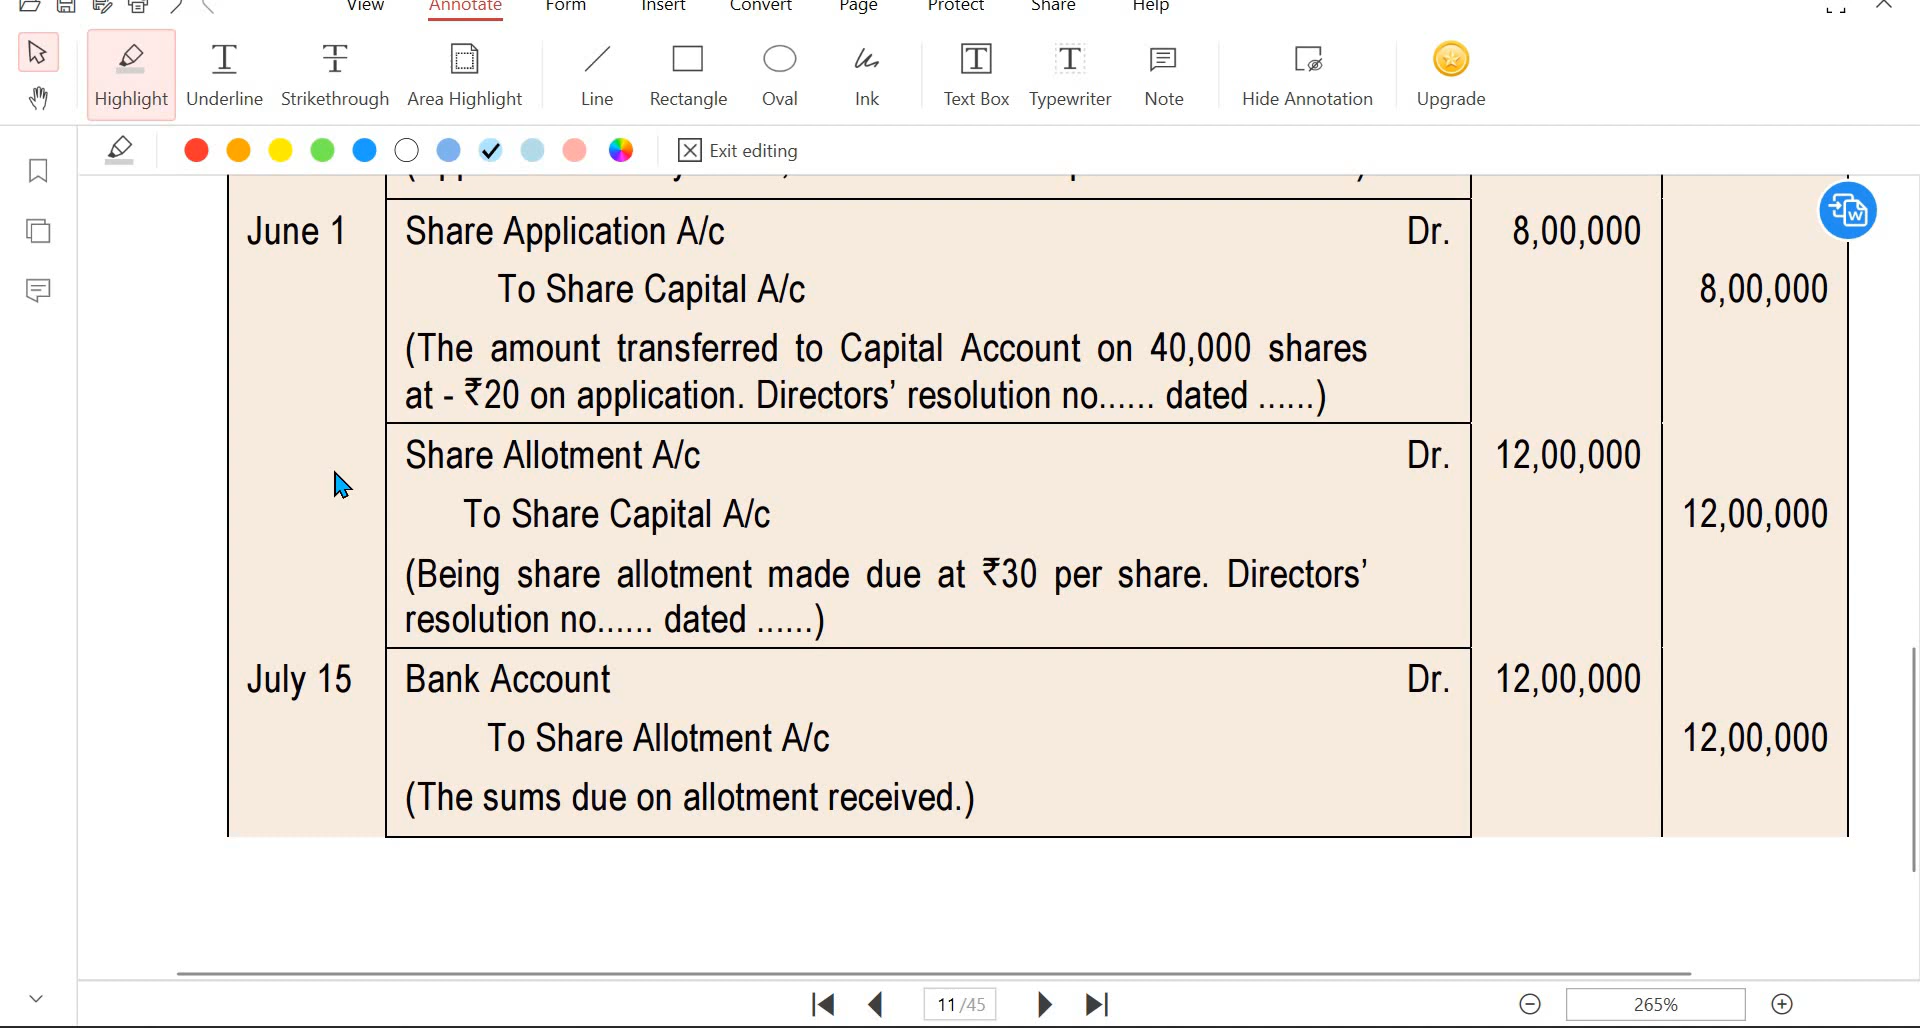 View Annotate Form Insert Convert Page Protect Share Help
Highlight Underline Strikethrough Area Highlight Line Rectangle Oval Ink Text Box Typewriter Note Hide Annotation Upgrade
Exit editing
June 1 Share Application A/c Dr. 8,00,000
To Share Capital A/c 8,00,000
(The amount transferred to Capital Account on 40,000 shares
at - ₹20 on application. Directors’ resolution no...... dated ......)
Share Allotment A/c Dr. 12,00,000
To Share Capital A/c 12,00,000
(Being share allotment made due at ₹30 per share. Directors’
resolution no...... dated ......)
July 15 Bank Account Dr. 12,00,000
To Share Allotment A/c 12,00,000
(The sums due on allotment received.)
11 /45
265%